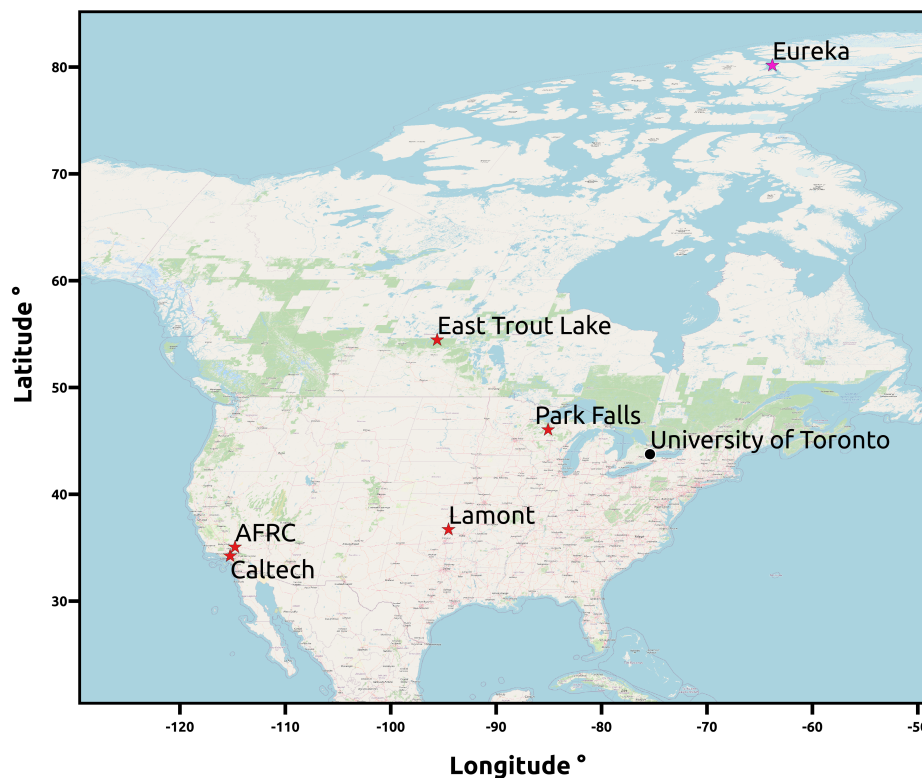 Eureka
80
70
60
East Trout Lake
Latitude °
50
Park Falls
University of Toronto
40
Lamont
AFRC
Caltech
30
-120 -110 -100 -90 -80 -70 -60
Longitude °